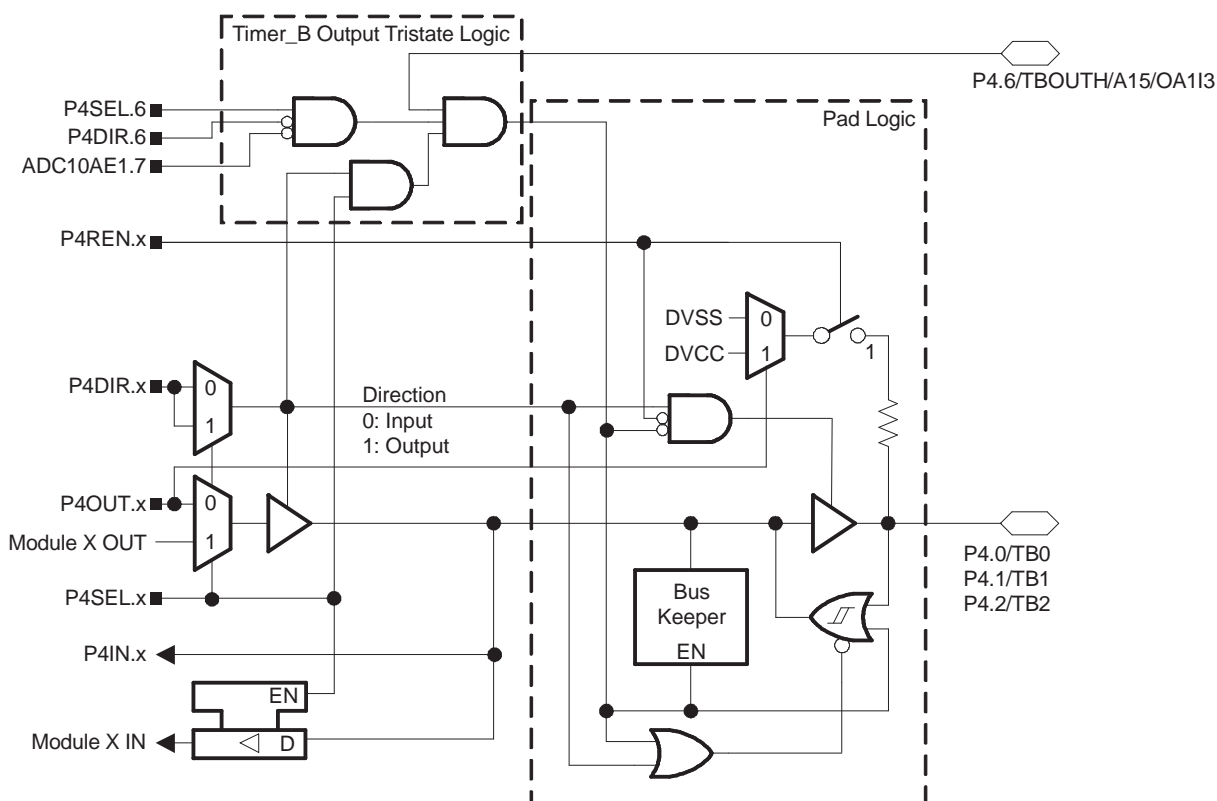 Timer_B Output Tristate Logic
P4.6/TBOUTH/A15/OA1I3
P4SEL.6
P4DIR.6
ADC10AE1.7
Pad Logic
P4REN.x
DVSS
0
DVCC
1
1
P4DIR.x
0
1
Direction
0: Input
1: Output
P4OUT.x
0
Module X OUT
1
P4SEL.x
Bus
Keeper
EN
P4.0/TB0
P4.1/TB1
P4.2/TB2
P4IN.x
EN
Module X IN
D